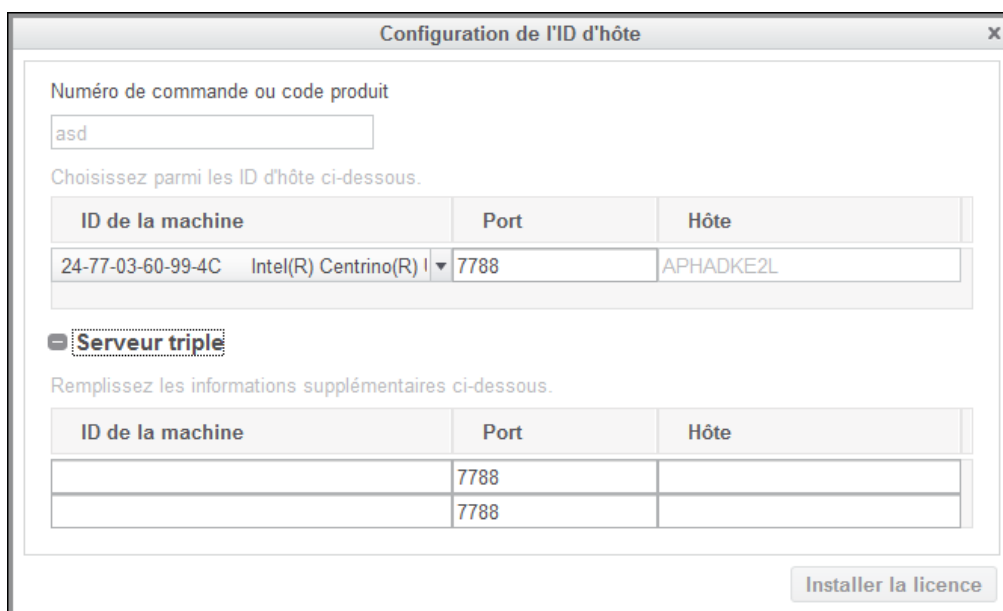 Configuration de l'ID d'hôte x
Numéro de commande ou code produit
asd
Choisissez parmi les ID d'hôte ci-dessous.
ID de la machine Port Hôte
24-77-03-60-99-4C Intel(R) Centrino(R) 7788 APHADKE2L
Serveur triple
Remplissez les informations supplémentaires ci-dessous.
ID de la machine Port Hôte
7788
7788
Installer la licence